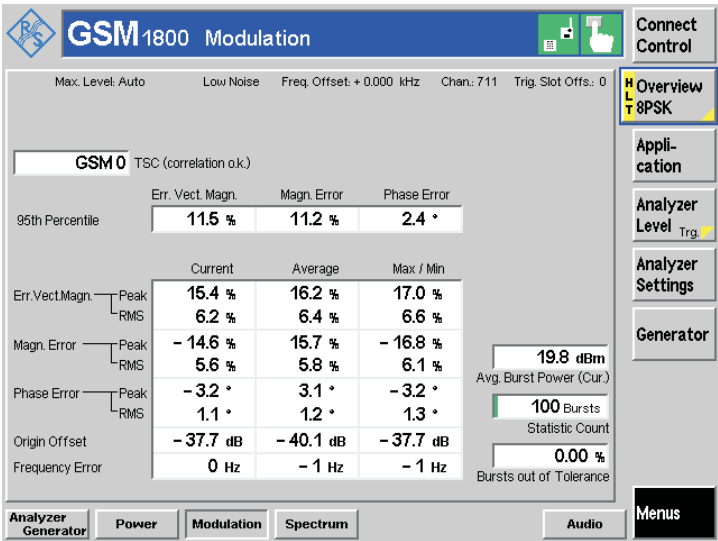 R&S
GSM1800 Modulation
Connect
Control
Max. Level: Auto Low Noise Freq. Offset: + 0.000 kHz Chan.: 711 Trig. Slot Offs.: 0
HLT
Overview
8PSK
GSM 0 TSC (correlation o.k.)
Appli-
cation
Err. Vect. Magn. Magn. Error Phase Error
95th Percentile 11.5 % 11.2 % 2.4 °
Analyzer
Level Trg.
Current Average Max / Min
Analyzer
Settings
Err.Vect.Magn. Peak 15.4 % 16.2 % 17.0 %
RMS 6.2 % 6.4 % 6.6 %
Generator
Magn. Error Peak – 14.6 % 15.7 % – 16.8 %
RMS 5.6 % 5.8 % 6.1 %
19.8 dBm
Avg. Burst Power (Cur.)
Phase Error Peak – 3.2 ° 3.1 ° – 3.2 °
RMS 1.1 ° 1.2 ° 1.3 °
100 Bursts
Statistic Count
Origin Offset – 37.7 dB – 40.1 dB – 37.7 dB
Frequency Error 0 Hz – 1 Hz – 1 Hz
0.00 %
Bursts out of Tolerance
Analyzer
Generator
Power Modulation Spectrum Audio
Menus